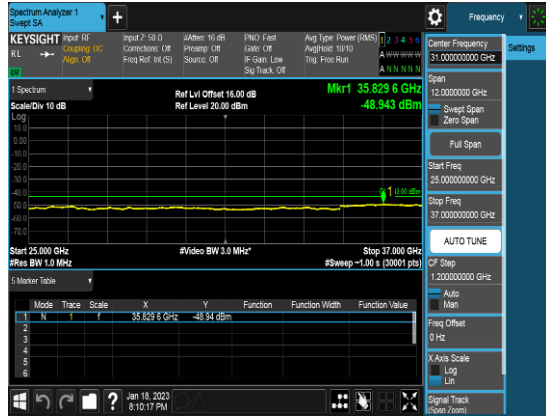 Spectrum Analyzer 1
Swept SA
+
Frequency
KEYSIGHT Input: RF Input Z: 50 Ω #Atten: 16 dB PNO: Fast Avg Type: Power (RMS) 1 2 3 4 5 6
RL Coupling: DC Corrections: Off Preamp: Off Gate: Off Avg|Hold: 10/10 A W W W W W
Align: Off Freq Ref: Int (S) Source: Off IF Gain: Low Trig: Free Run
Sig Track: Off A N N N N N
Center Frequency
31.000000000 GHz
Settings
Span
12.0000000 GHz
Swept Span
Zero Span
Full Span
Start Freq
25.000000000 GHz
Stop Freq
37.000000000 GHz
AUTO TUNE
CF Step
1.200000000 GHz
Auto
Man
Freq Offset
0 Hz
X Axis Scale
Log
Lin
Signal Track
(Span Zoom)
1 Spectrum Ref Lvl Offset 16.00 dB Mkr1 35.829 6 GHz
Scale/Div 10 dB Ref Level 20.00 dBm -48.943 dBm
Log
10.0
0.00
-10.0
-20.0
-30.0
-40.0
-50.0
-60.0
-70.0
1
Start 25.000 GHz #Video BW 3.0 MHz* Stop 37.000 GHz
#Res BW 1.0 MHz #Sweep ~1.00 s (30001 pts)
5 Marker Table
Mode Trace Scale X Y Function Function Width Function Value
1 N 1 f 35.829 6 GHz -48.94 dBm
2
3
4
5
6
? Jan 18, 2023
8:10:17 PM